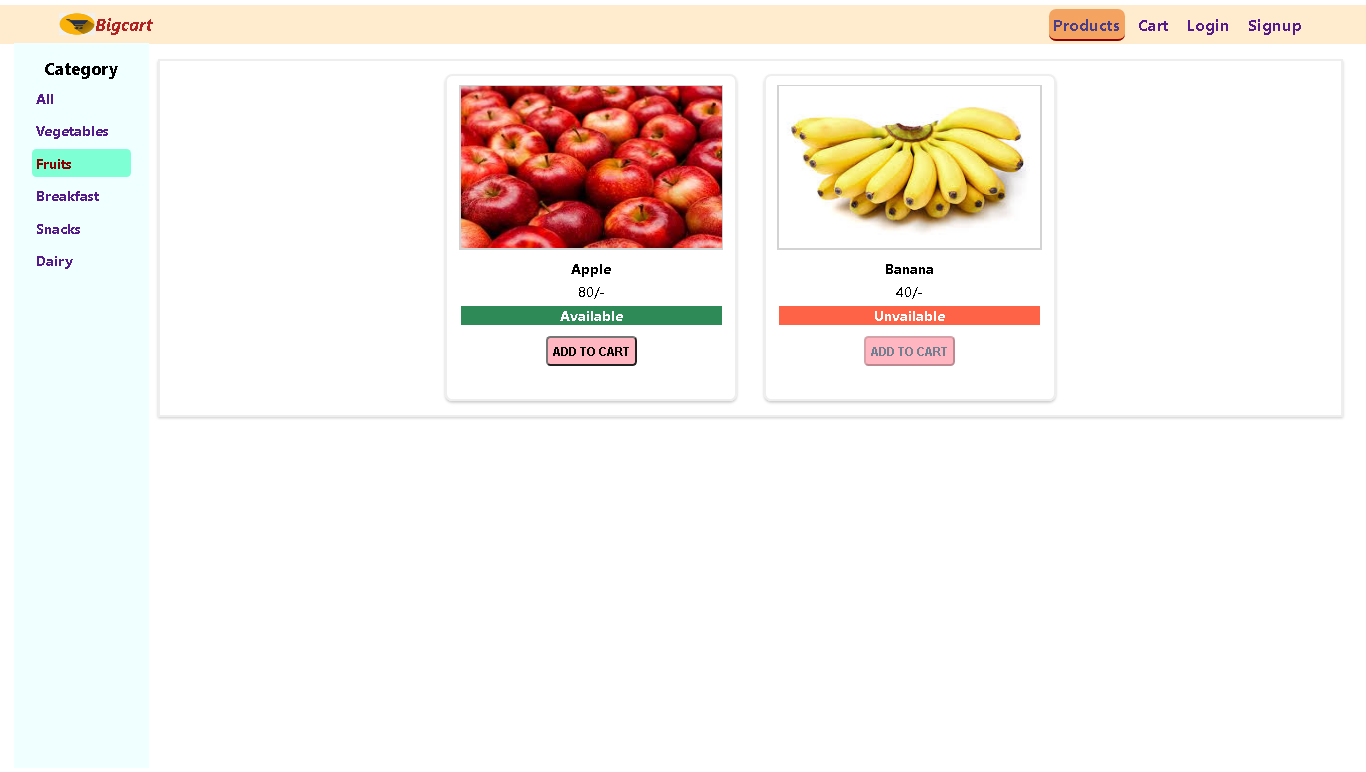 Bigcart
Products Cart Login Signup
Category
All
Vegetables
Fruits
Breakfast
Snacks
Dairy
Apple
80/-
Available
ADD TO CART
Banana
40/-
Unvailable
ADD TO CART